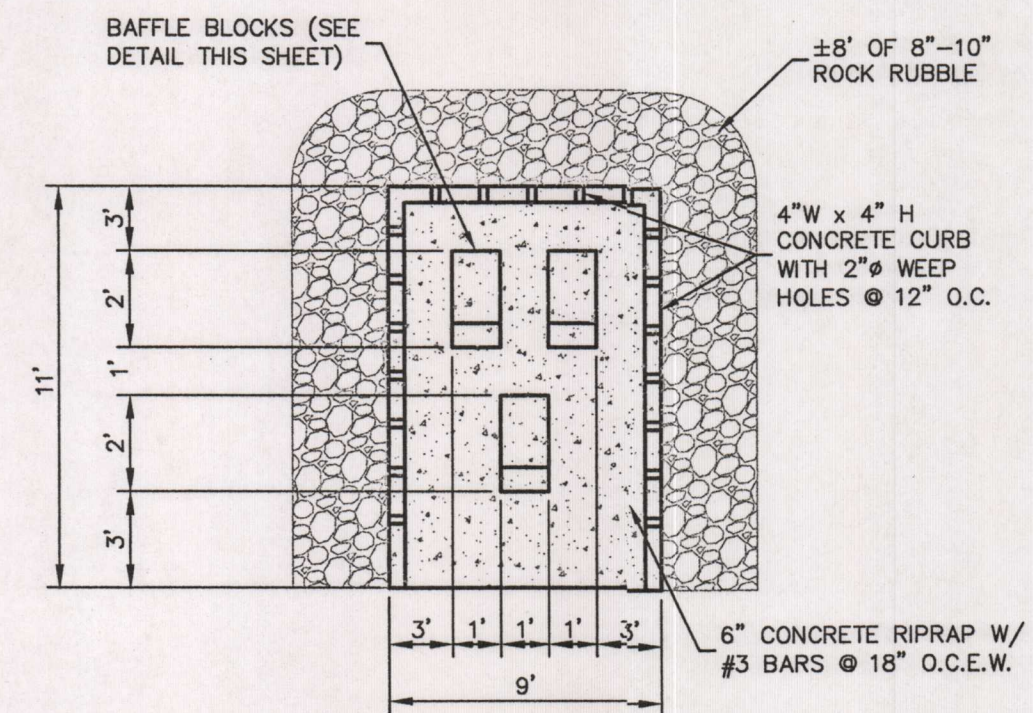 BAFFLE BLOCKS (SEE
DETAIL THIS SHEET)
±8' OF 8"-10"
ROCK RUBBLE
4"W x 4" H
CONCRETE CURB
WITH 2"ø WEEP
HOLES @ 12" O.C.
3'
2'
1'
2'
3'
11'
3'
1'
1'
1'
3'
9'
6" CONCRETE RIPRAP W/
#3 BARS @ 18" O.C.E.W.